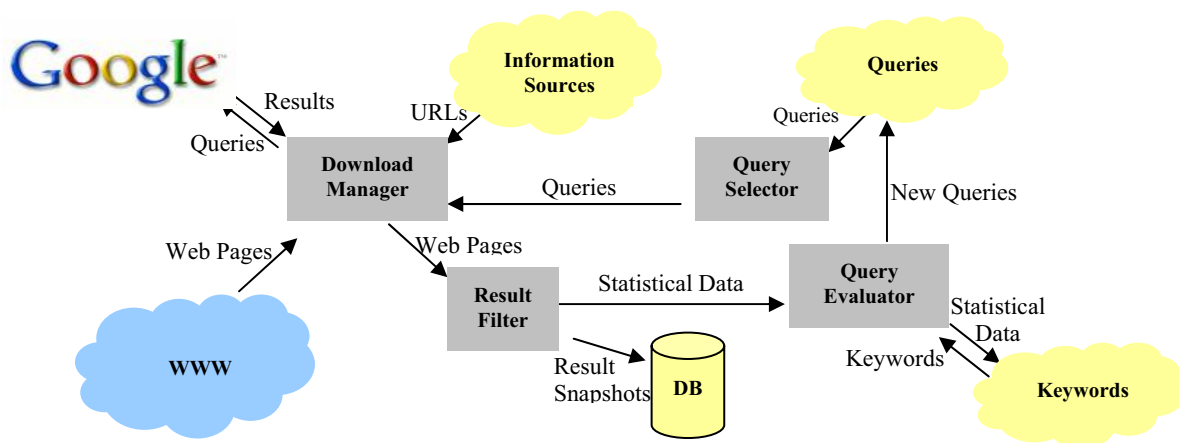 Google™
Information
Sources
Queries
Results
URLs
Queries
Queries
Download
Manager
Query
Selector
Queries
New Queries
Web Pages
Web Pages
Result
Filter
Statistical Data
Query
Evaluator
Statistical
Data
WWW
Result
Snapshots
DB
Keywords
Keywords